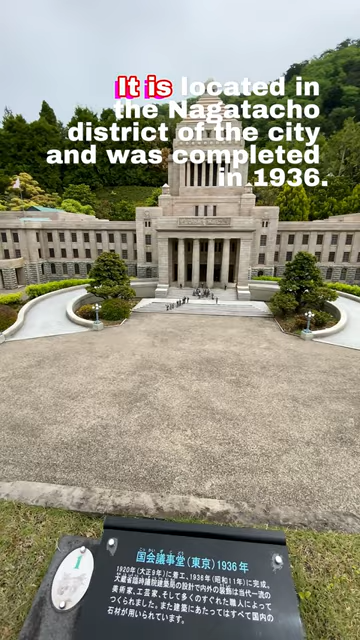 It is located in
the Nagatacho
district of the city
and was completed
in 1936.
1
国会議事堂(東京)1936年
1920年(大正9年)に着工、1936年(昭和11年)に完成。
大蔵省臨時議院建築局の設計で内外の装飾は当代一流の
美術家、工芸家、そして多くのすぐれた職人によって
つくられました。また建築にあたってはすべて国内の
石材が用いられています。